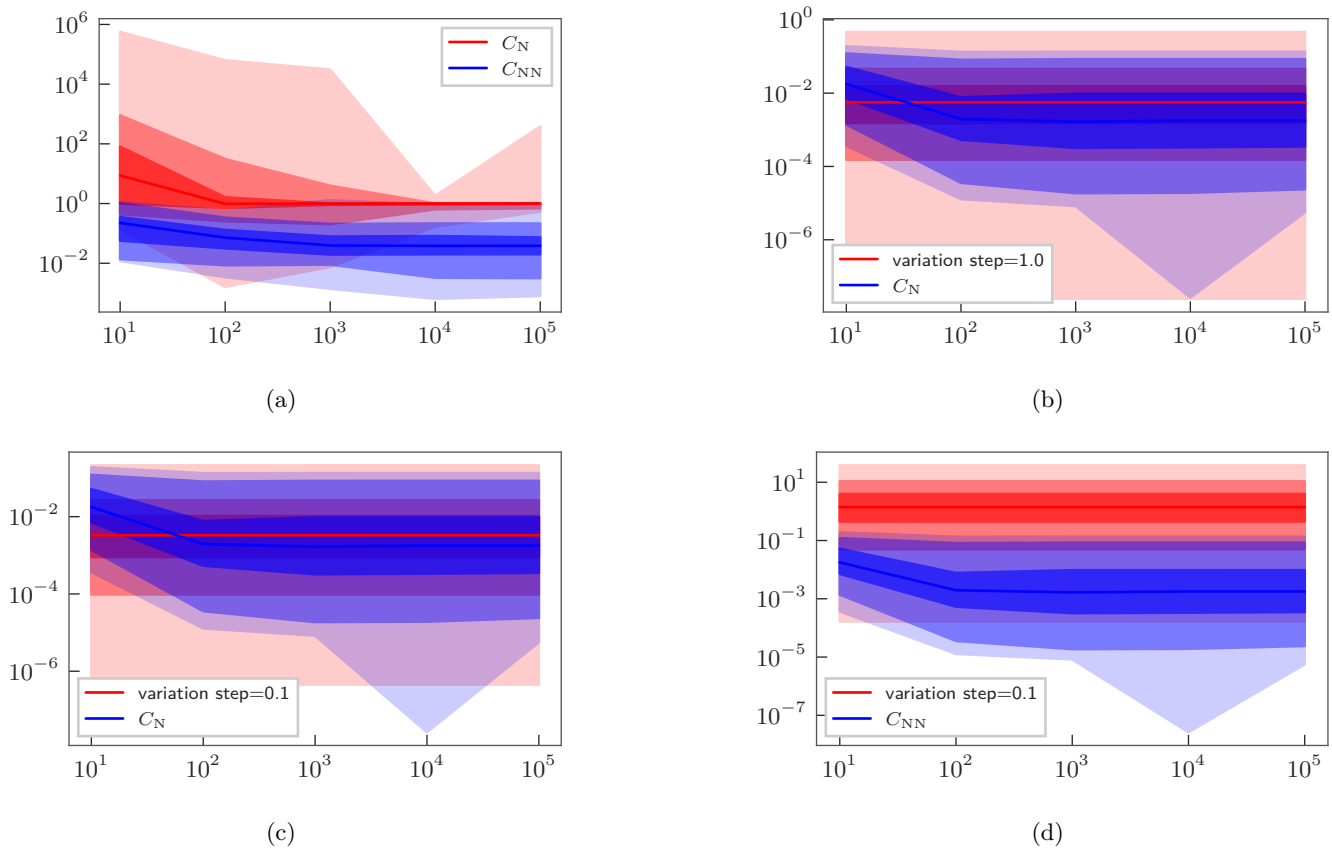 10^6
10^4
10^2
10^0
10^−2
C_N
C_NN
10^1 10^2 10^3 10^4 10^5
(a)
10^0
10^−2
10^−4
10^−6
variation step=1.0
C_N
10^1 10^2 10^3 10^4 10^5
(b)
10^−2
10^−4
10^−6
variation step=0.1
C_N
10^1 10^2 10^3 10^4 10^5
(c)
10^1
10^−1
10^−3
10^−5
10^−7
variation step=0.1
C_NN
10^1 10^2 10^3 10^4 10^5
(d)